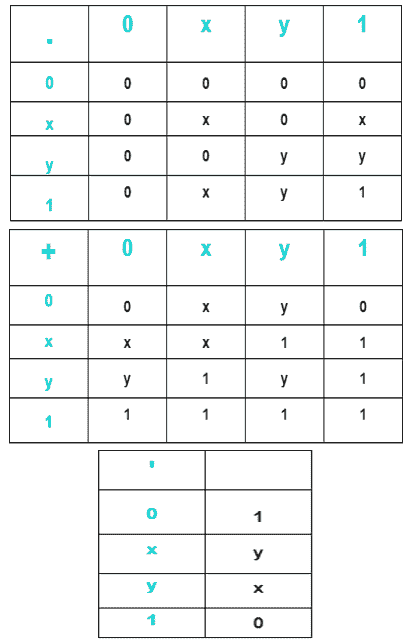 . 0 x y 1
0 0 0 0 0
x 0 x 0 x
y 0 0 y y
1 0 x y 1
+ 0 x y 1
0 0 x y 0
x x x 1 1
y y 1 y 1
1 1 1 1 1
'
0 1
x y
y x
1 0